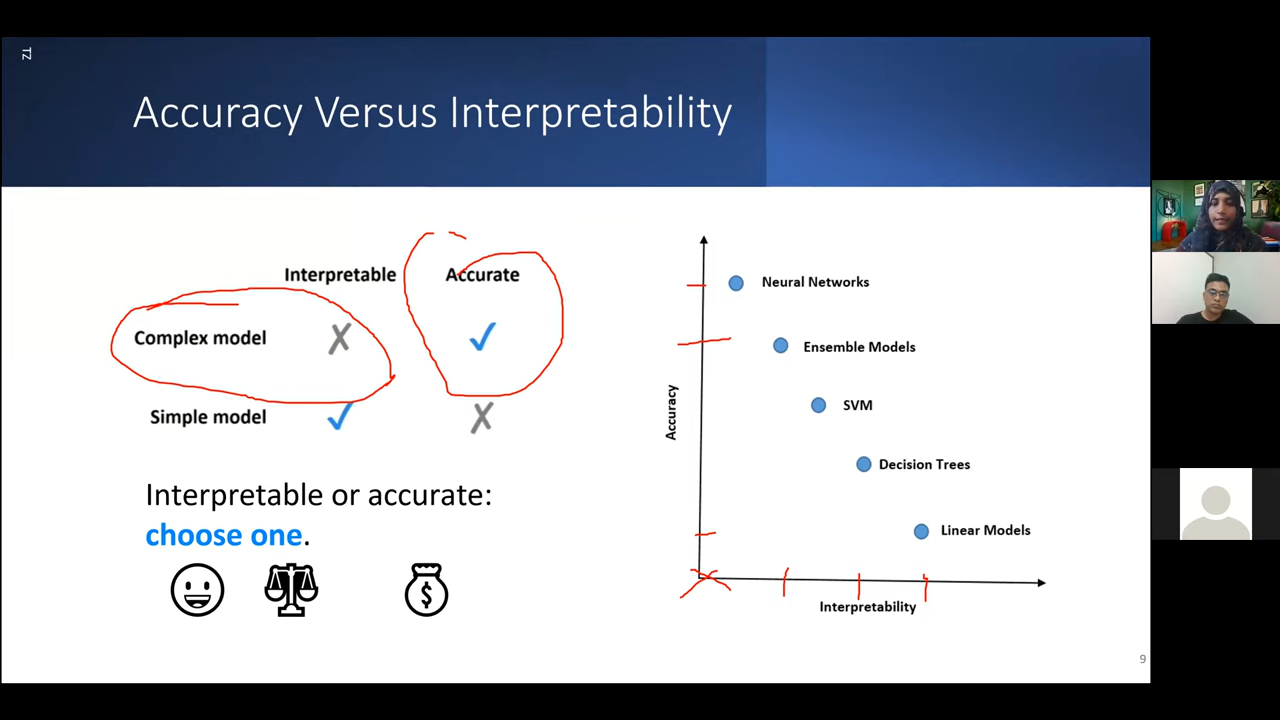 TZ
Accuracy Versus Interpretability
Interpretable Accurate
Complex model ✗ ✓
Simple model ✓ ✗
Interpretable or accurate:
choose one.
$
Accuracy
Neural Networks
Ensemble Models
SVM
Decision Trees
Linear Models
Interpretability
9